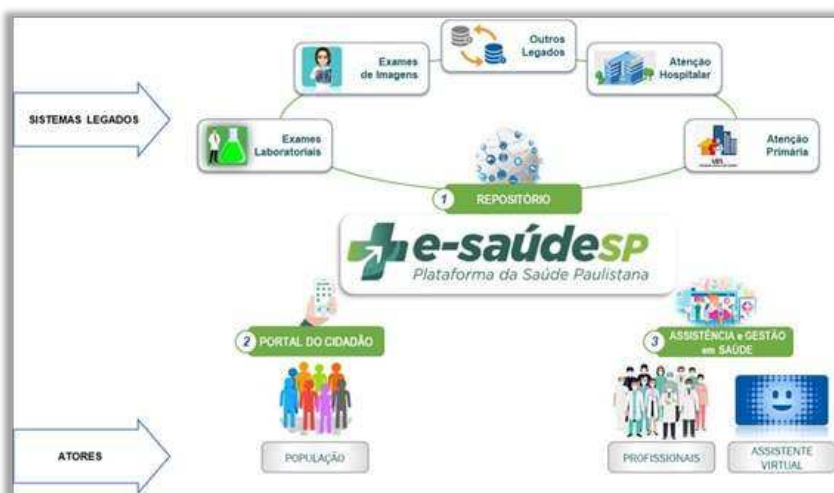 Outros
Legados
Exames
de Imagens
Atenção
Hospitalar
SISTEMAS LEGADOS
Exames
Laboratoriais
Atenção
Primária
1 REPOSITÓRIO
e-saúdeSP
Plataforma da Saúde Paulistana
2 PORTAL DO CIDADÃO
3 ASSISTÊNCIA e GESTÃO
em SAÚDE
ATORES
POPULAÇÃO
PROFISSIONAIS
ASSISTENTE
VIRTUAL